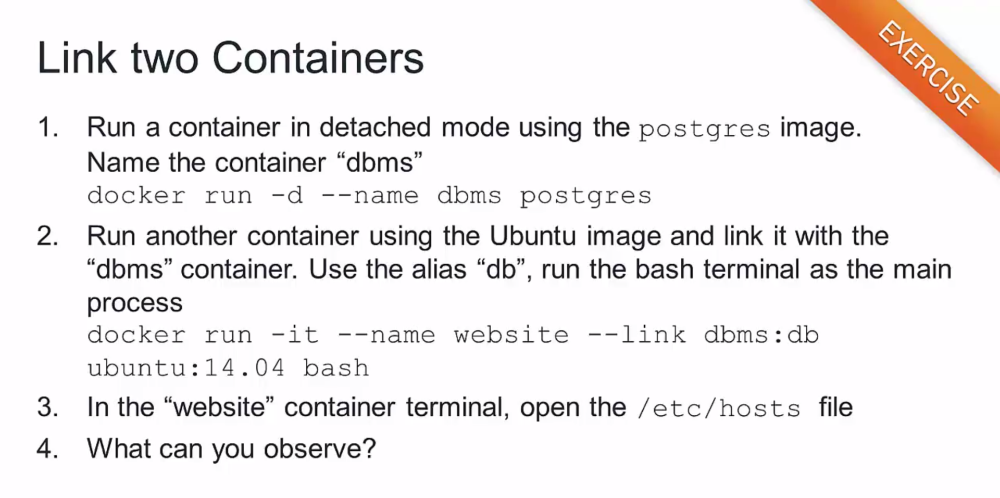 Link two Containers
EXERCISE
1. Run a container in detached mode using the postgres image.
Name the container “dbms”
docker run -d --name dbms postgres
2. Run another container using the Ubuntu image and link it with the
“dbms” container. Use the alias “db”, run the bash terminal as the main
process
docker run -it --name website --link dbms:db
ubuntu:14.04 bash
3. In the “website” container terminal, open the /etc/hosts file
4. What can you observe?